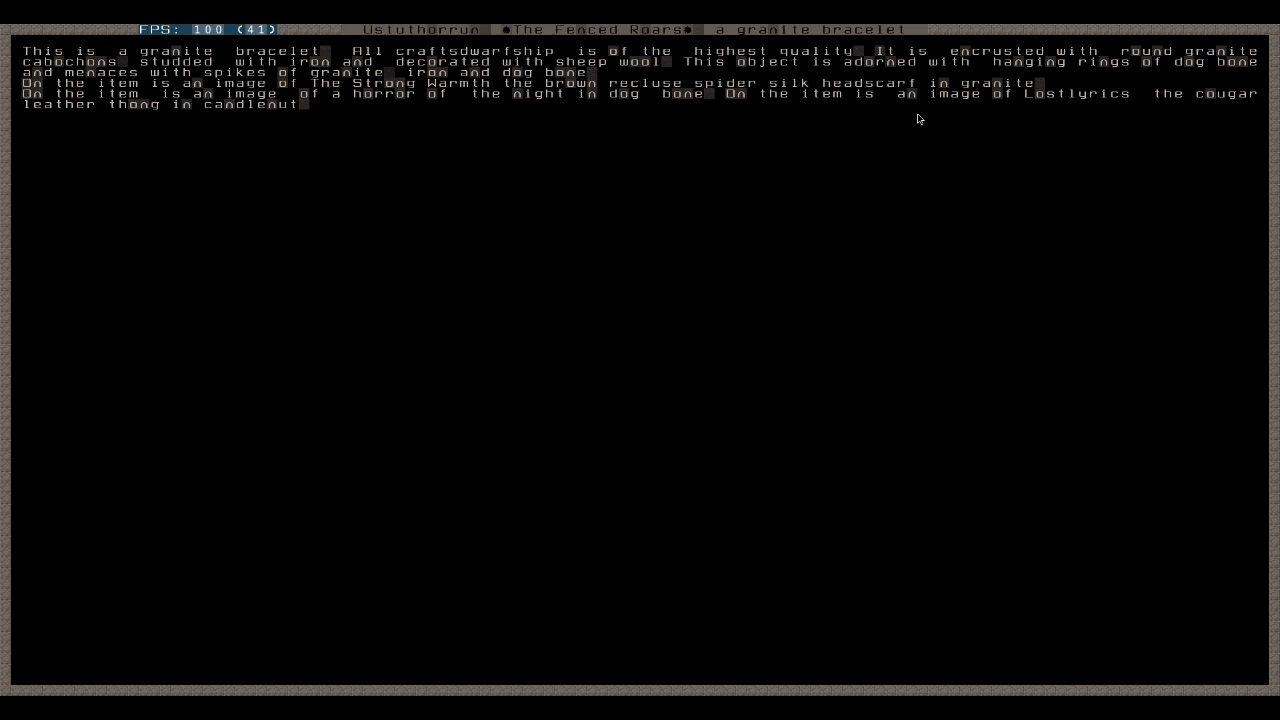 FPS: 100 (41) Ustuthorrun *The Fenced Roars* a granite bracelet
This is a granite bracelet All craftsdwarfship is of the highest quality It is encrusted with round granite
cabochons studded with iron and decorated with sheep wool This object is adorned with hanging rings of dog bone
and menaces with spikes of granite iron and dog bone
On the item is an image of The Strong Warmth the brown recluse spider silk headscarf in granite
On the item is an image of a horror of the night in dog bone On the item is an image of Lostlyrics the cougar
leather thong in candlenut